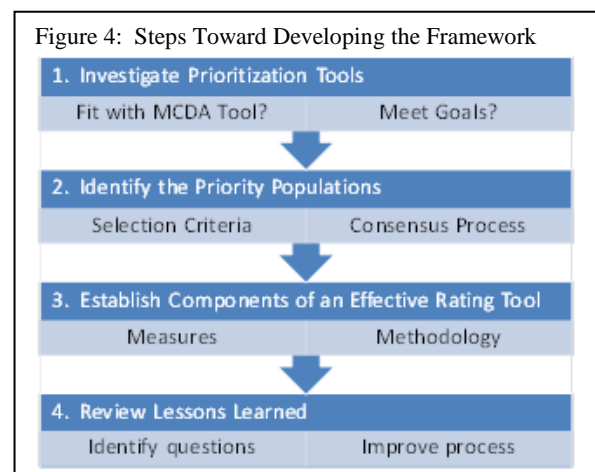 Figure 4:  Steps Toward Developing the Framework
1. Investigate Prioritization Tools
Fit with MCDA Tool? Meet Goals?
2. Identify the Priority Populations
Selection Criteria Consensus Process
3. Establish Components of an Effective Rating Tool
Measures Methodology
4. Review Lessons Learned
Identify questions Improve process